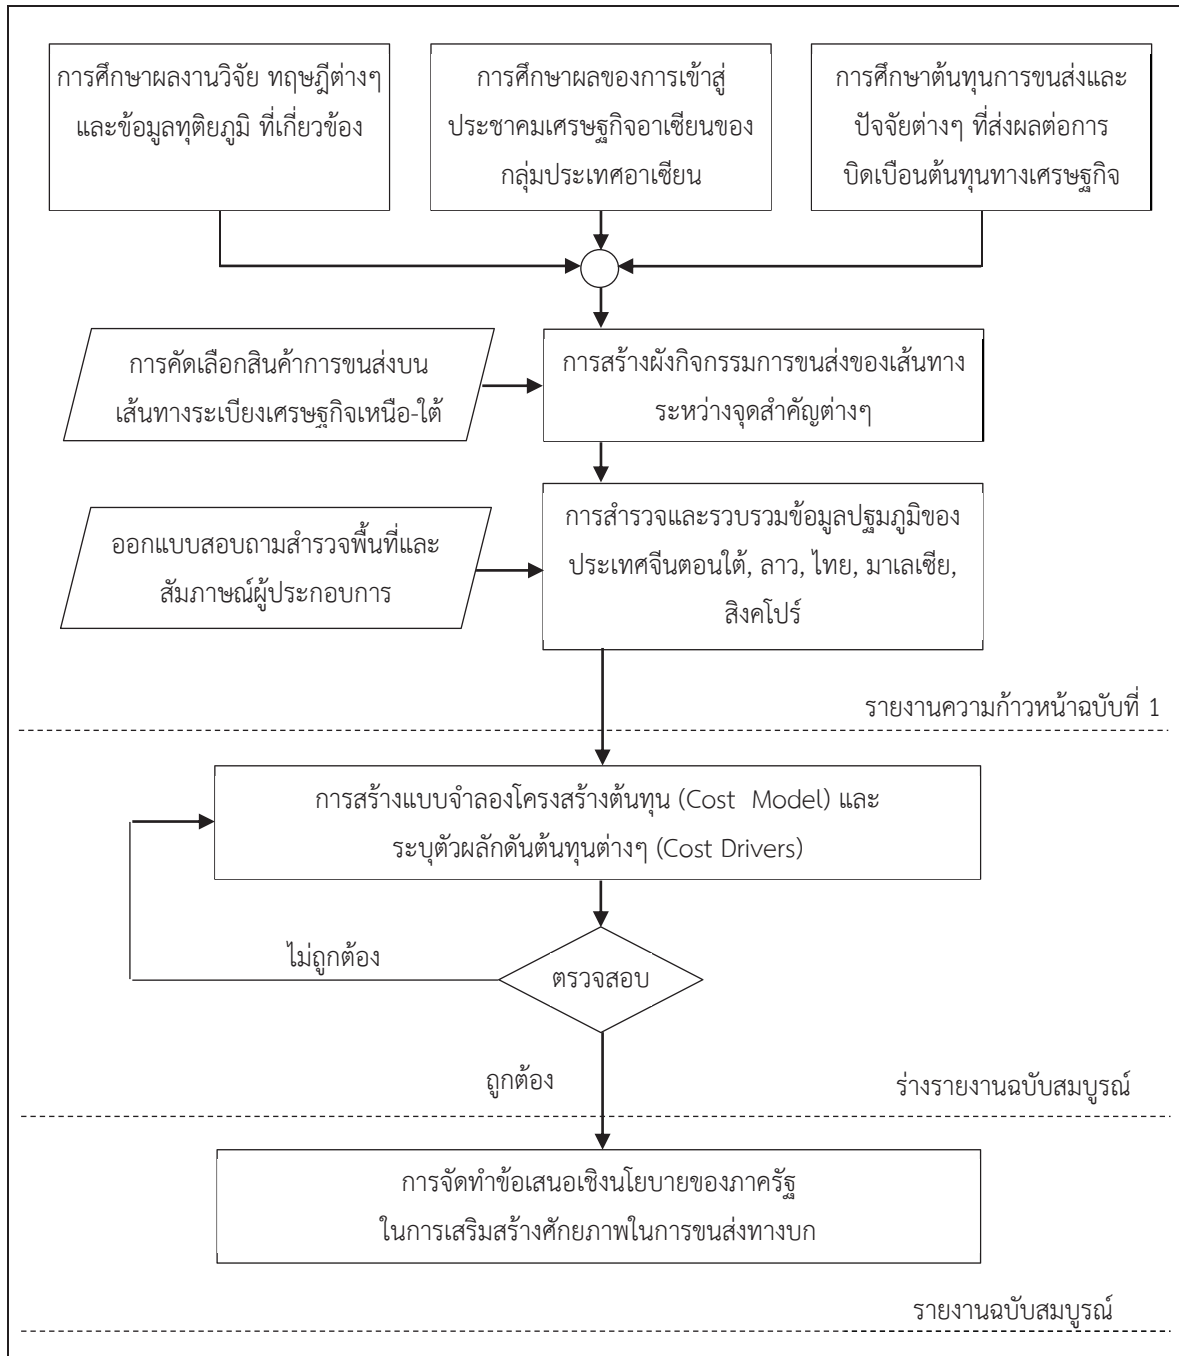 การศึกษาผลงานวิจัย ทฤษฎีต่างๆ
และข้อมูลทุติยภูมิ ที่เกี่ยวข้อง
การศึกษาผลของการเข้าสู่
ประชาคมเศรษฐกิจอาเซียนของ
กลุ่มประเทศอาเซียน
การศึกษาต้นทุนการขนส่งและ
ปัจจัยต่างๆ ที่ส่งผลต่อการ
บิดเบือนต้นทุนทางเศรษฐกิจ
การคัดเลือกสินค้าการขนส่งบน
เส้นทางระเบียงเศรษฐกิจเหนือ-ใต้
การสร้างผังกิจกรรมการขนส่งของเส้นทาง
ระหว่างจุดสำคัญต่างๆ
ออกแบบสอบถามสำรวจพื้นที่และ
สัมภาษณ์ผู้ประกอบการ
การสำรวจและรวบรวมข้อมูลปฐมภูมิของ
ประเทศจีนตอนใต้, ลาว, ไทย, มาเลเซีย,
สิงคโปร์
รายงานความก้าวหน้าฉบับที่ 1
การสร้างแบบจำลองโครงสร้างต้นทุน (Cost Model) และ
ระบุตัวผลักดันต้นทุนต่างๆ (Cost Drivers)
ไม่ถูกต้อง
ตรวจสอบ
ถูกต้อง
ร่างรายงานฉบับสมบูรณ์
การจัดทำข้อเสนอเชิงนโยบายของภาครัฐ
ในการเสริมสร้างศักยภาพในการขนส่งทางบก
รายงานฉบับสมบูรณ์